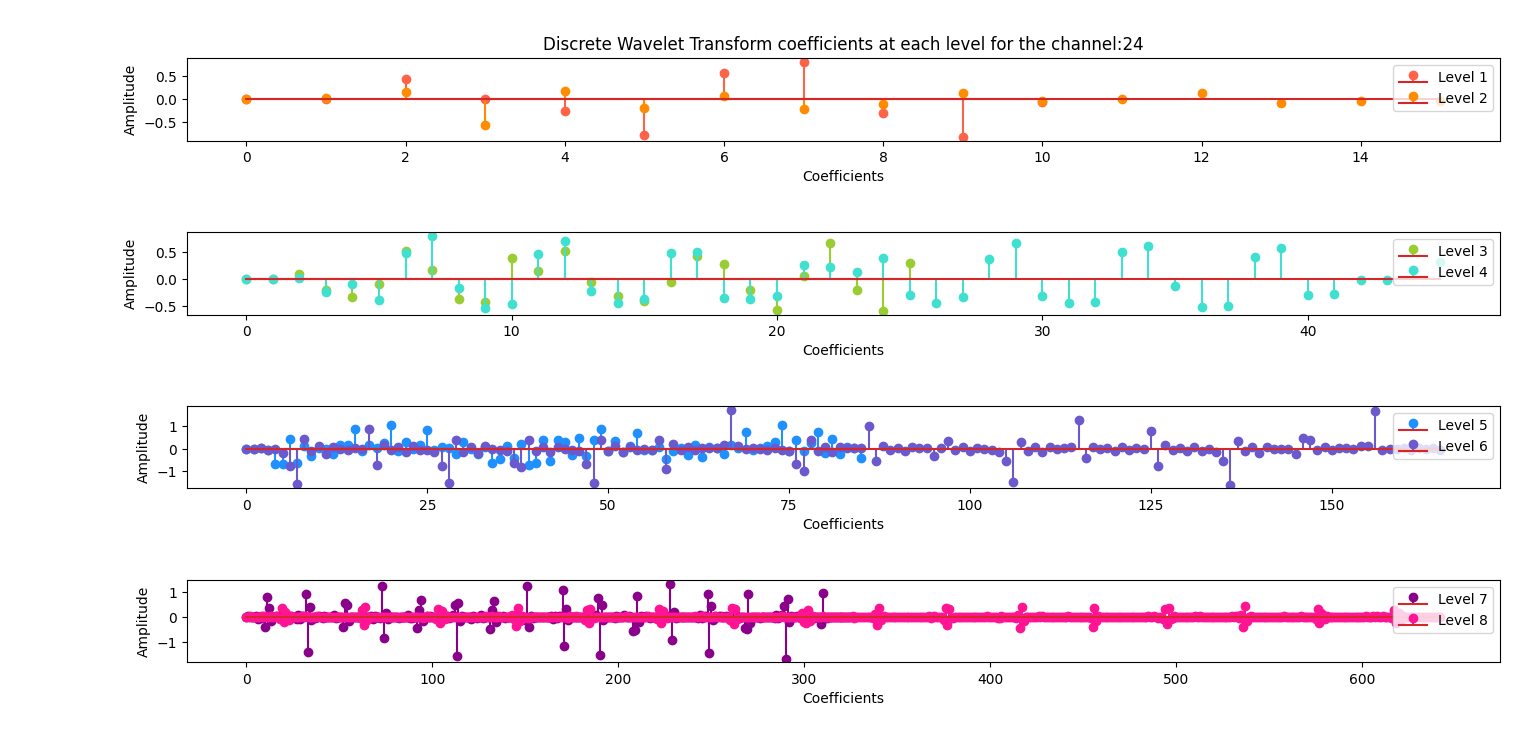 Discrete Wavelet Transform coefficients at each level for the channel:24
Amplitude
0.5
0.0
−0.5
Level 1
Level 2
0 2 4 6 8 10 12 14
Coefficients
Amplitude
0.5
0.0
−0.5
Level 3
Level 4
0 10 20 30 40
Coefficients
Amplitude
1
0
−1
Level 5
Level 6
0 25 50 75 100 125 150
Coefficients
Amplitude
1
0
−1
Level 7
Level 8
0 100 200 300 400 500 600
Coefficients